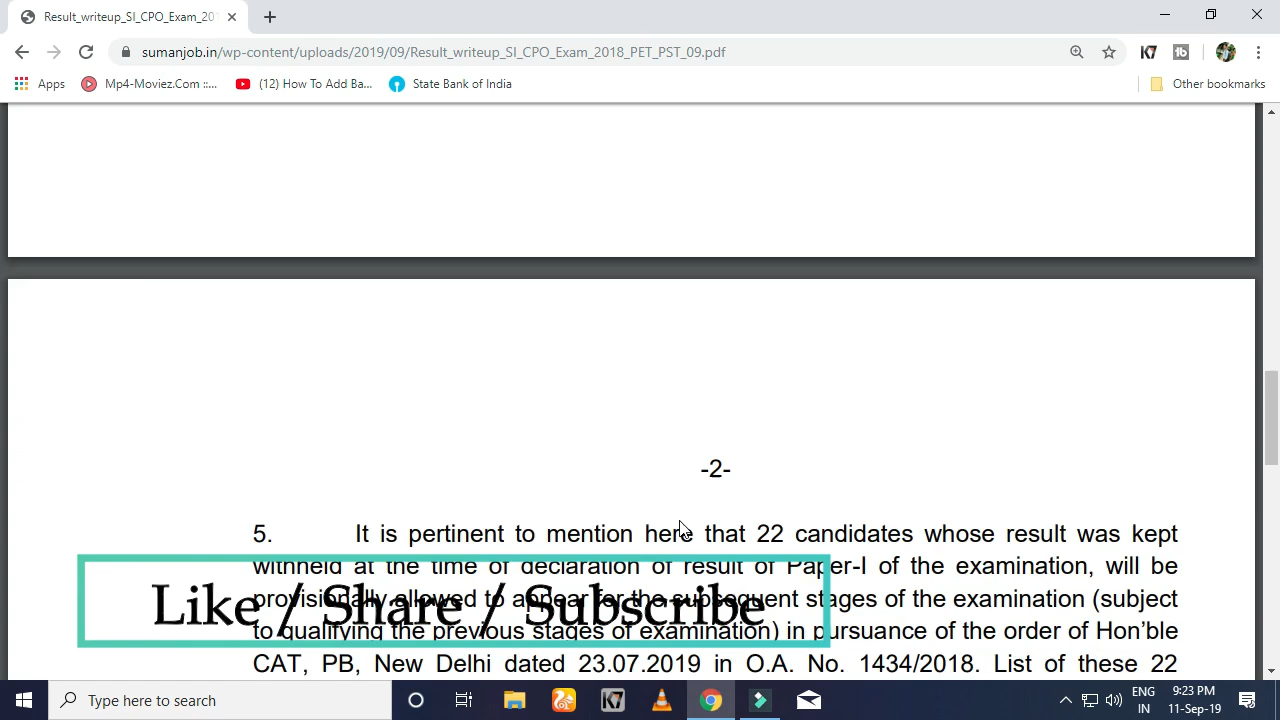 Result_writeup_SI_CPO_Exam_201
sumanjob.in/wp-content/uploads/2019/09/Result_writeup_SI_CPO_Exam_2018_PET_PST_09.pdf
K7
Apps
Mp4-Moviez.Com ::...
(12) How To Add Ba...
State Bank of India
Other bookmarks
-2-
5. It is pertinent to mention here that 22 candidates whose result was kept
withheld at the time of declaration of result of Paper-I of the examination, will be
provisionally allowed to appear for the subsequent stages of the examination (subject
to qualifying the previous stages of examination) in pursuance of the order of Hon’ble
CAT, PB, New Delhi dated 23.07.2019 in O.A. No. 1434/2018. List of these 22
Like / Share / Subscribe
Type here to search
K7
ENG
IN
9:23 PM
11-Sep-19